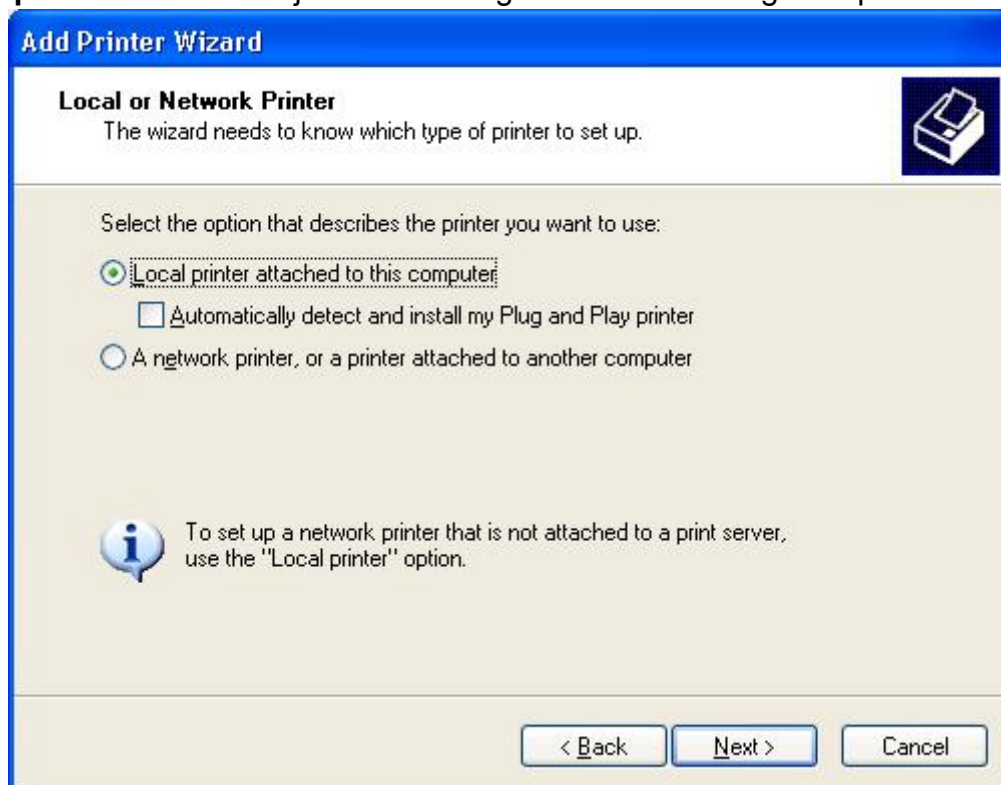 Add Printer Wizard
Local or Network Printer
The wizard needs to know which type of printer to set up.
Select the option that describes the printer you want to use:
Local printer attached to this computer
Automatically detect and install my Plug and Play printer
A network printer, or a printer attached to another computer
To set up a network printer that is not attached to a print server,
use the "Local printer" option.
< Back Next > Cancel